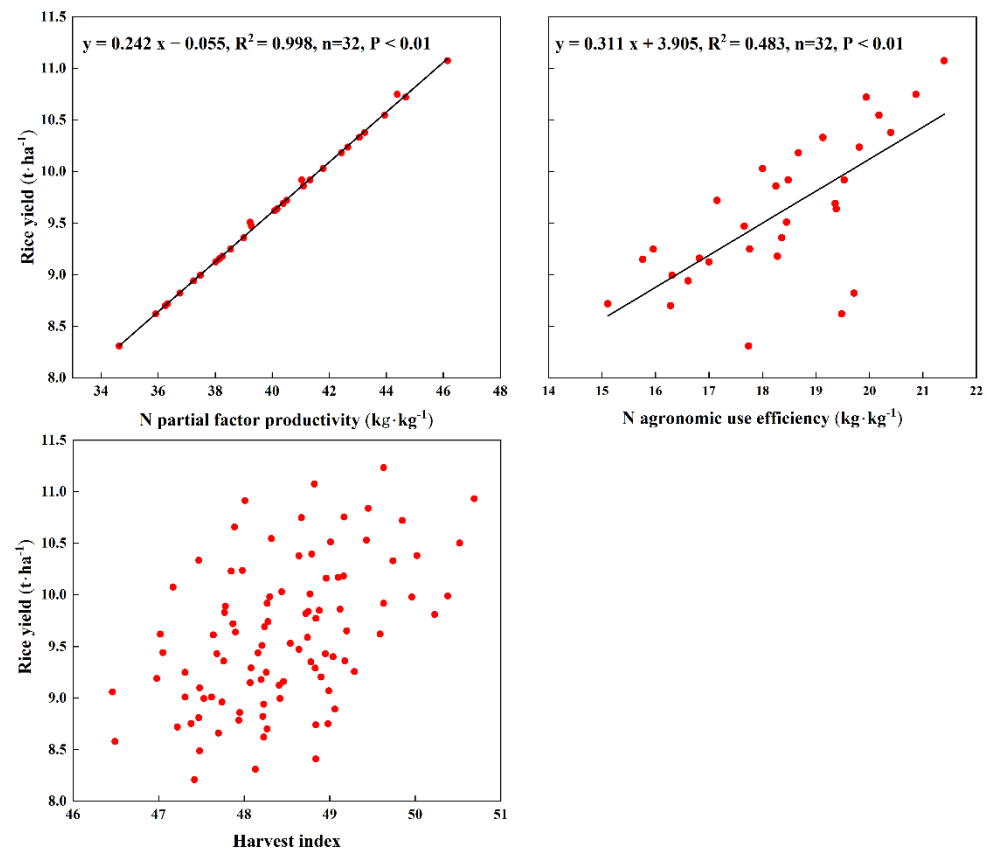 y = 0.242 x − 0.055, R² = 0.998, n=32, P < 0.01
11.5
11.0
10.5
10.0
9.5
9.0
8.5
8.0
Rice yield (t·ha⁻¹)
34 36 38 40 42 44 46 48
N partial factor productivity (kg·kg⁻¹)
y = 0.311 x + 3.905, R² = 0.483, n=32, P < 0.01
14 15 16 17 18 19 20 21 22
N agronomic use efficiency (kg·kg⁻¹)
11.5
11.0
10.5
10.0
9.5
9.0
8.5
8.0
Rice yield (t·ha⁻¹)
46 47 48 49 50 51
Harvest index